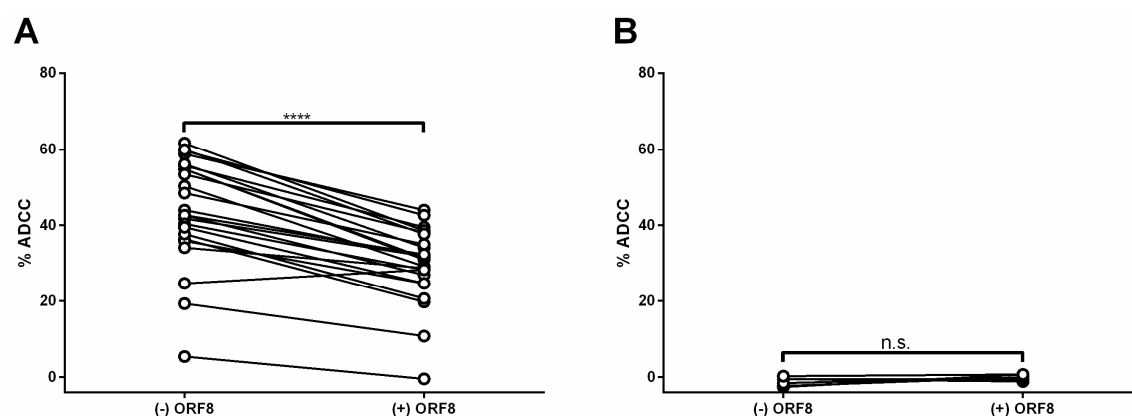 A
80
60
40
20
0
% ADCC
****
(-) ORF8
(+) ORF8
B
80
60
40
20
0
% ADCC
n.s.
(-) ORF8
(+) ORF8